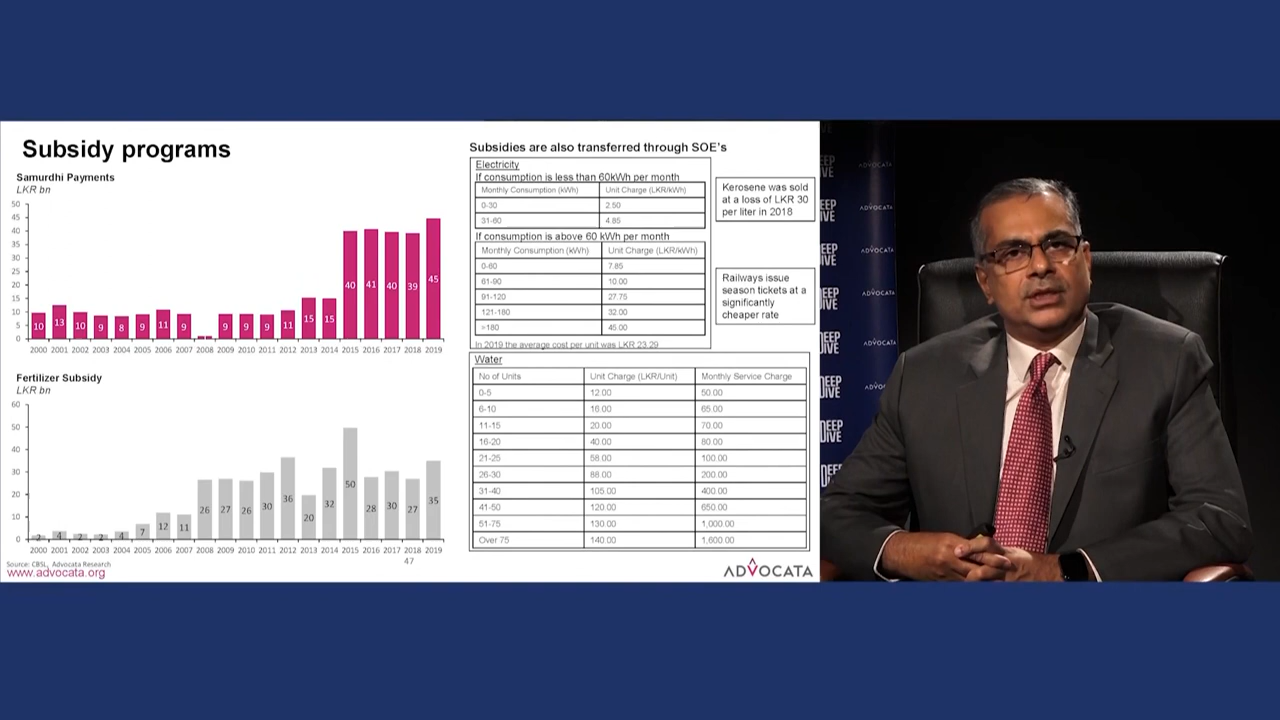 Subsidy programs
Samurdhi Payments
LKR bn
50
45
40
35
30
25
20
15
10
5
0
10 13 10 9 8 9 11 9 1 9 9 9 11 15 15 40 41 40 39 45
2000 2001 2002 2003 2004 2005 2006 2007 2008 2009 2010 2011 2012 2013 2014 2015 2016 2017 2018 2019
Fertilizer Subsidy
LKR bn
60
50
40
30
20
10
0
2 4 2 2 4 7 12 11 26 27 26 30 36 20 32 50 28 30 27 35
2000 2001 2002 2003 2004 2005 2006 2007 2008 2009 2010 2011 2012 2013 2014 2015 2016 2017 2018 2019
Source: CBSL, Advocata Research
www.advocata.org
47
Subsidies are also transferred through SOE's
Electricity
If consumption is less than 60kWh per month
Monthly Consumption (kWh) Unit Charge (LKR/kWh)
0-30 2.50
31-60 4.85
If consumption is above 60 kWh per month
Monthly Consumption (kWh) Unit Charge (LKR/kWh)
0-60 7.85
61-90 10.00
91-120 27.75
121-180 32.00
>180 45.00
In 2019 the average cost per unit was LKR 23.29
Kerosene was sold
at a loss of LKR 30
per liter in 2018
Railways issue
season tickets at a
significantly
cheaper rate
Water
No of Units Unit Charge (LKR/Unit) Monthly Service Charge
0-5 12.00 50.00
6-10 16.00 65.00
11-15 20.00 70.00
16-20 40.00 80.00
21-25 58.00 100.00
26-30 88.00 200.00
31-40 105.00 400.00
41-50 120.00 650.00
51-75 130.00 1,000.00
Over 75 140.00 1,600.00
ADVOCATA
ADVOCATA
ADVOCATA
ADVOCATA
ADVOCATA
ADVOCATA
ADVOCATA